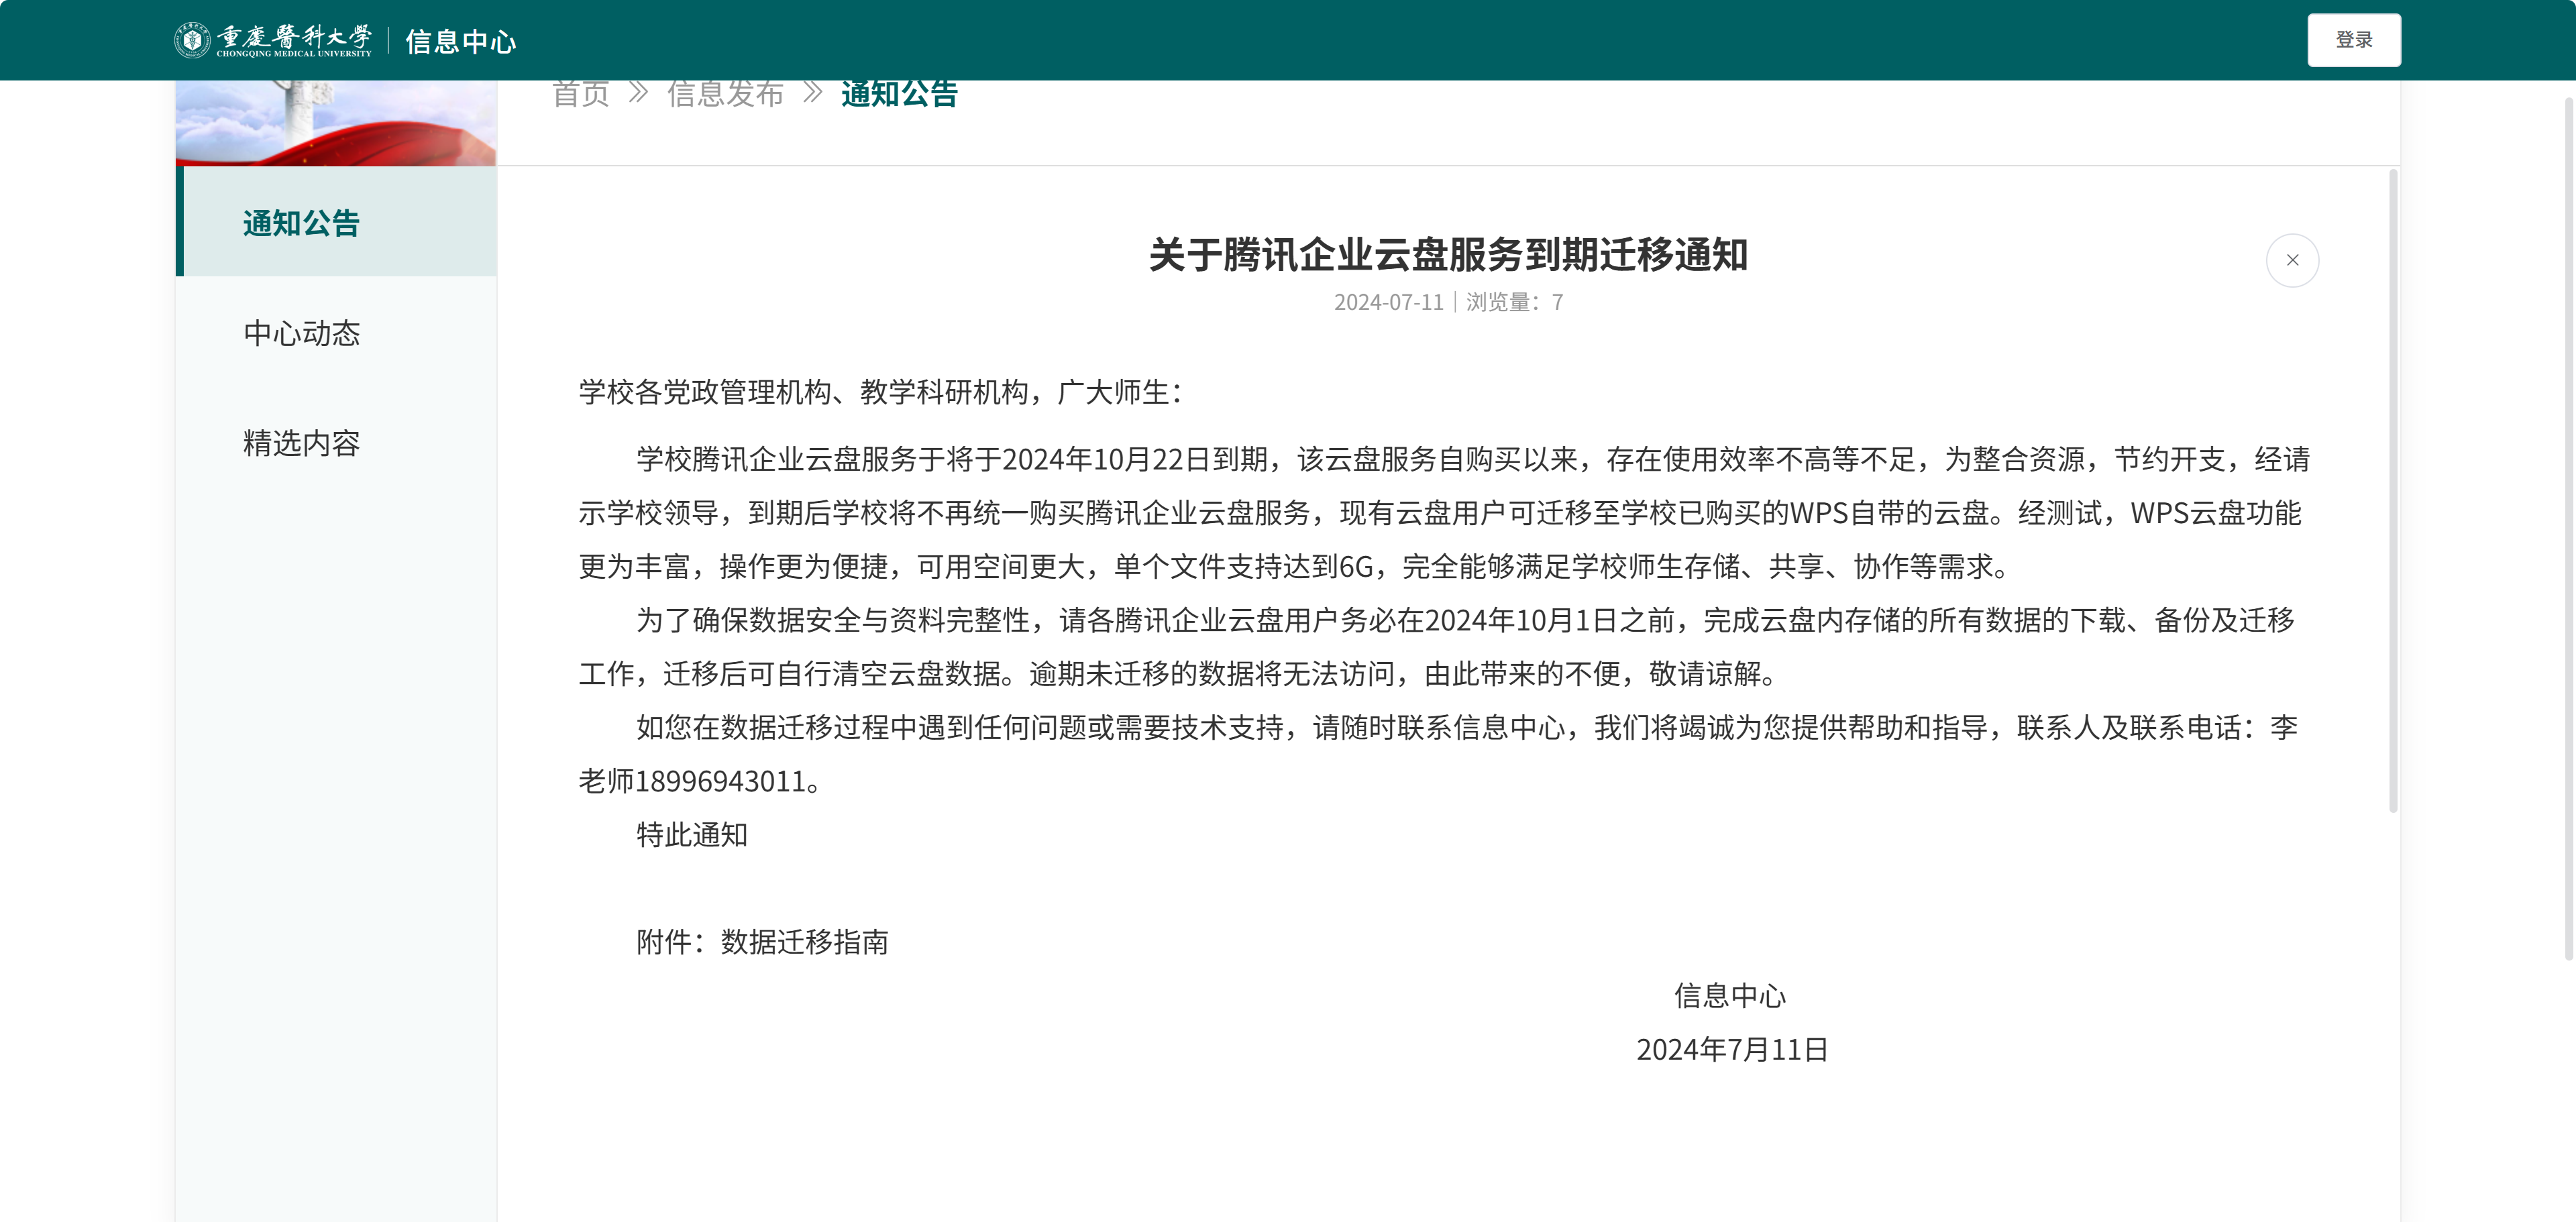 重慶醫科大學
CHONGQING MEDICAL UNIVERSITY
信息中心
登录
首页
信息发布
通知公告
通知公告
中心动态
精选内容
关于腾讯企业云盘服务到期迁移通知
2024-07-11
浏览量：7
学校各党政管理机构、教学科研机构，广大师生：
学校腾讯企业云盘服务于将于2024年10月22日到期，该云盘服务自购买以来，存在使用效率不高等不足，为整合资源，节约开支，经请
示学校领导，到期后学校将不再统一购买腾讯企业云盘服务，现有云盘用户可迁移至学校已购买的WPS自带的云盘。经测试，WPS云盘功能
更为丰富，操作更为便捷，可用空间更大，单个文件支持达到6G，完全能够满足学校师生存储、共享、协作等需求。
为了确保数据安全与资料完整性，请各腾讯企业云盘用户务必在2024年10月1日之前，完成云盘内存储的所有数据的下载、备份及迁移
工作，迁移后可自行清空云盘数据。逾期未迁移的数据将无法访问，由此带来的不便，敬请谅解。
如您在数据迁移过程中遇到任何问题或需要技术支持，请随时联系信息中心，我们将竭诚为您提供帮助和指导，联系人及联系电话：李
老师18996943011。
特此通知
附件：数据迁移指南
信息中心
2024年7月11日